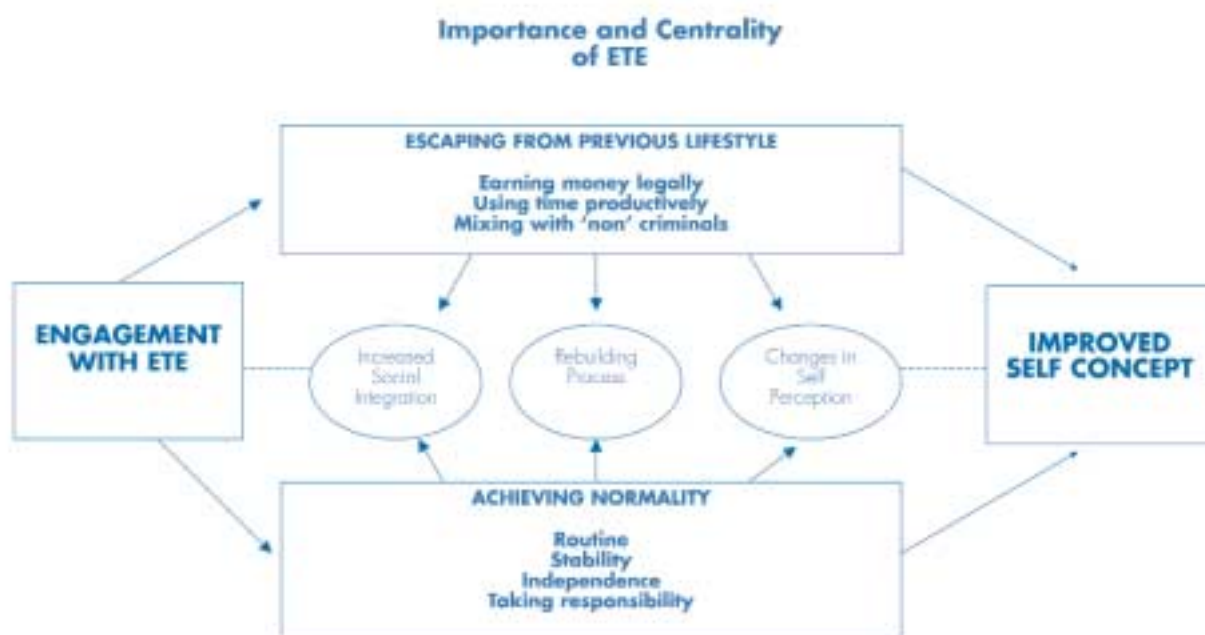 Importance and Centrality
of ETE
ESCAPING FROM PREVIOUS LIFESTYLE
Earning money legally
Using time productively
Mixing with ‘non’ criminals
ENGAGEMENT
WITH ETE
Increased
Social
Integration
Rebuilding
Process
Changes in
Self
Perception
IMPROVED
SELF CONCEPT
ACHIEVING NORMALITY
Routine
Stability
Independence
Taking responsibility